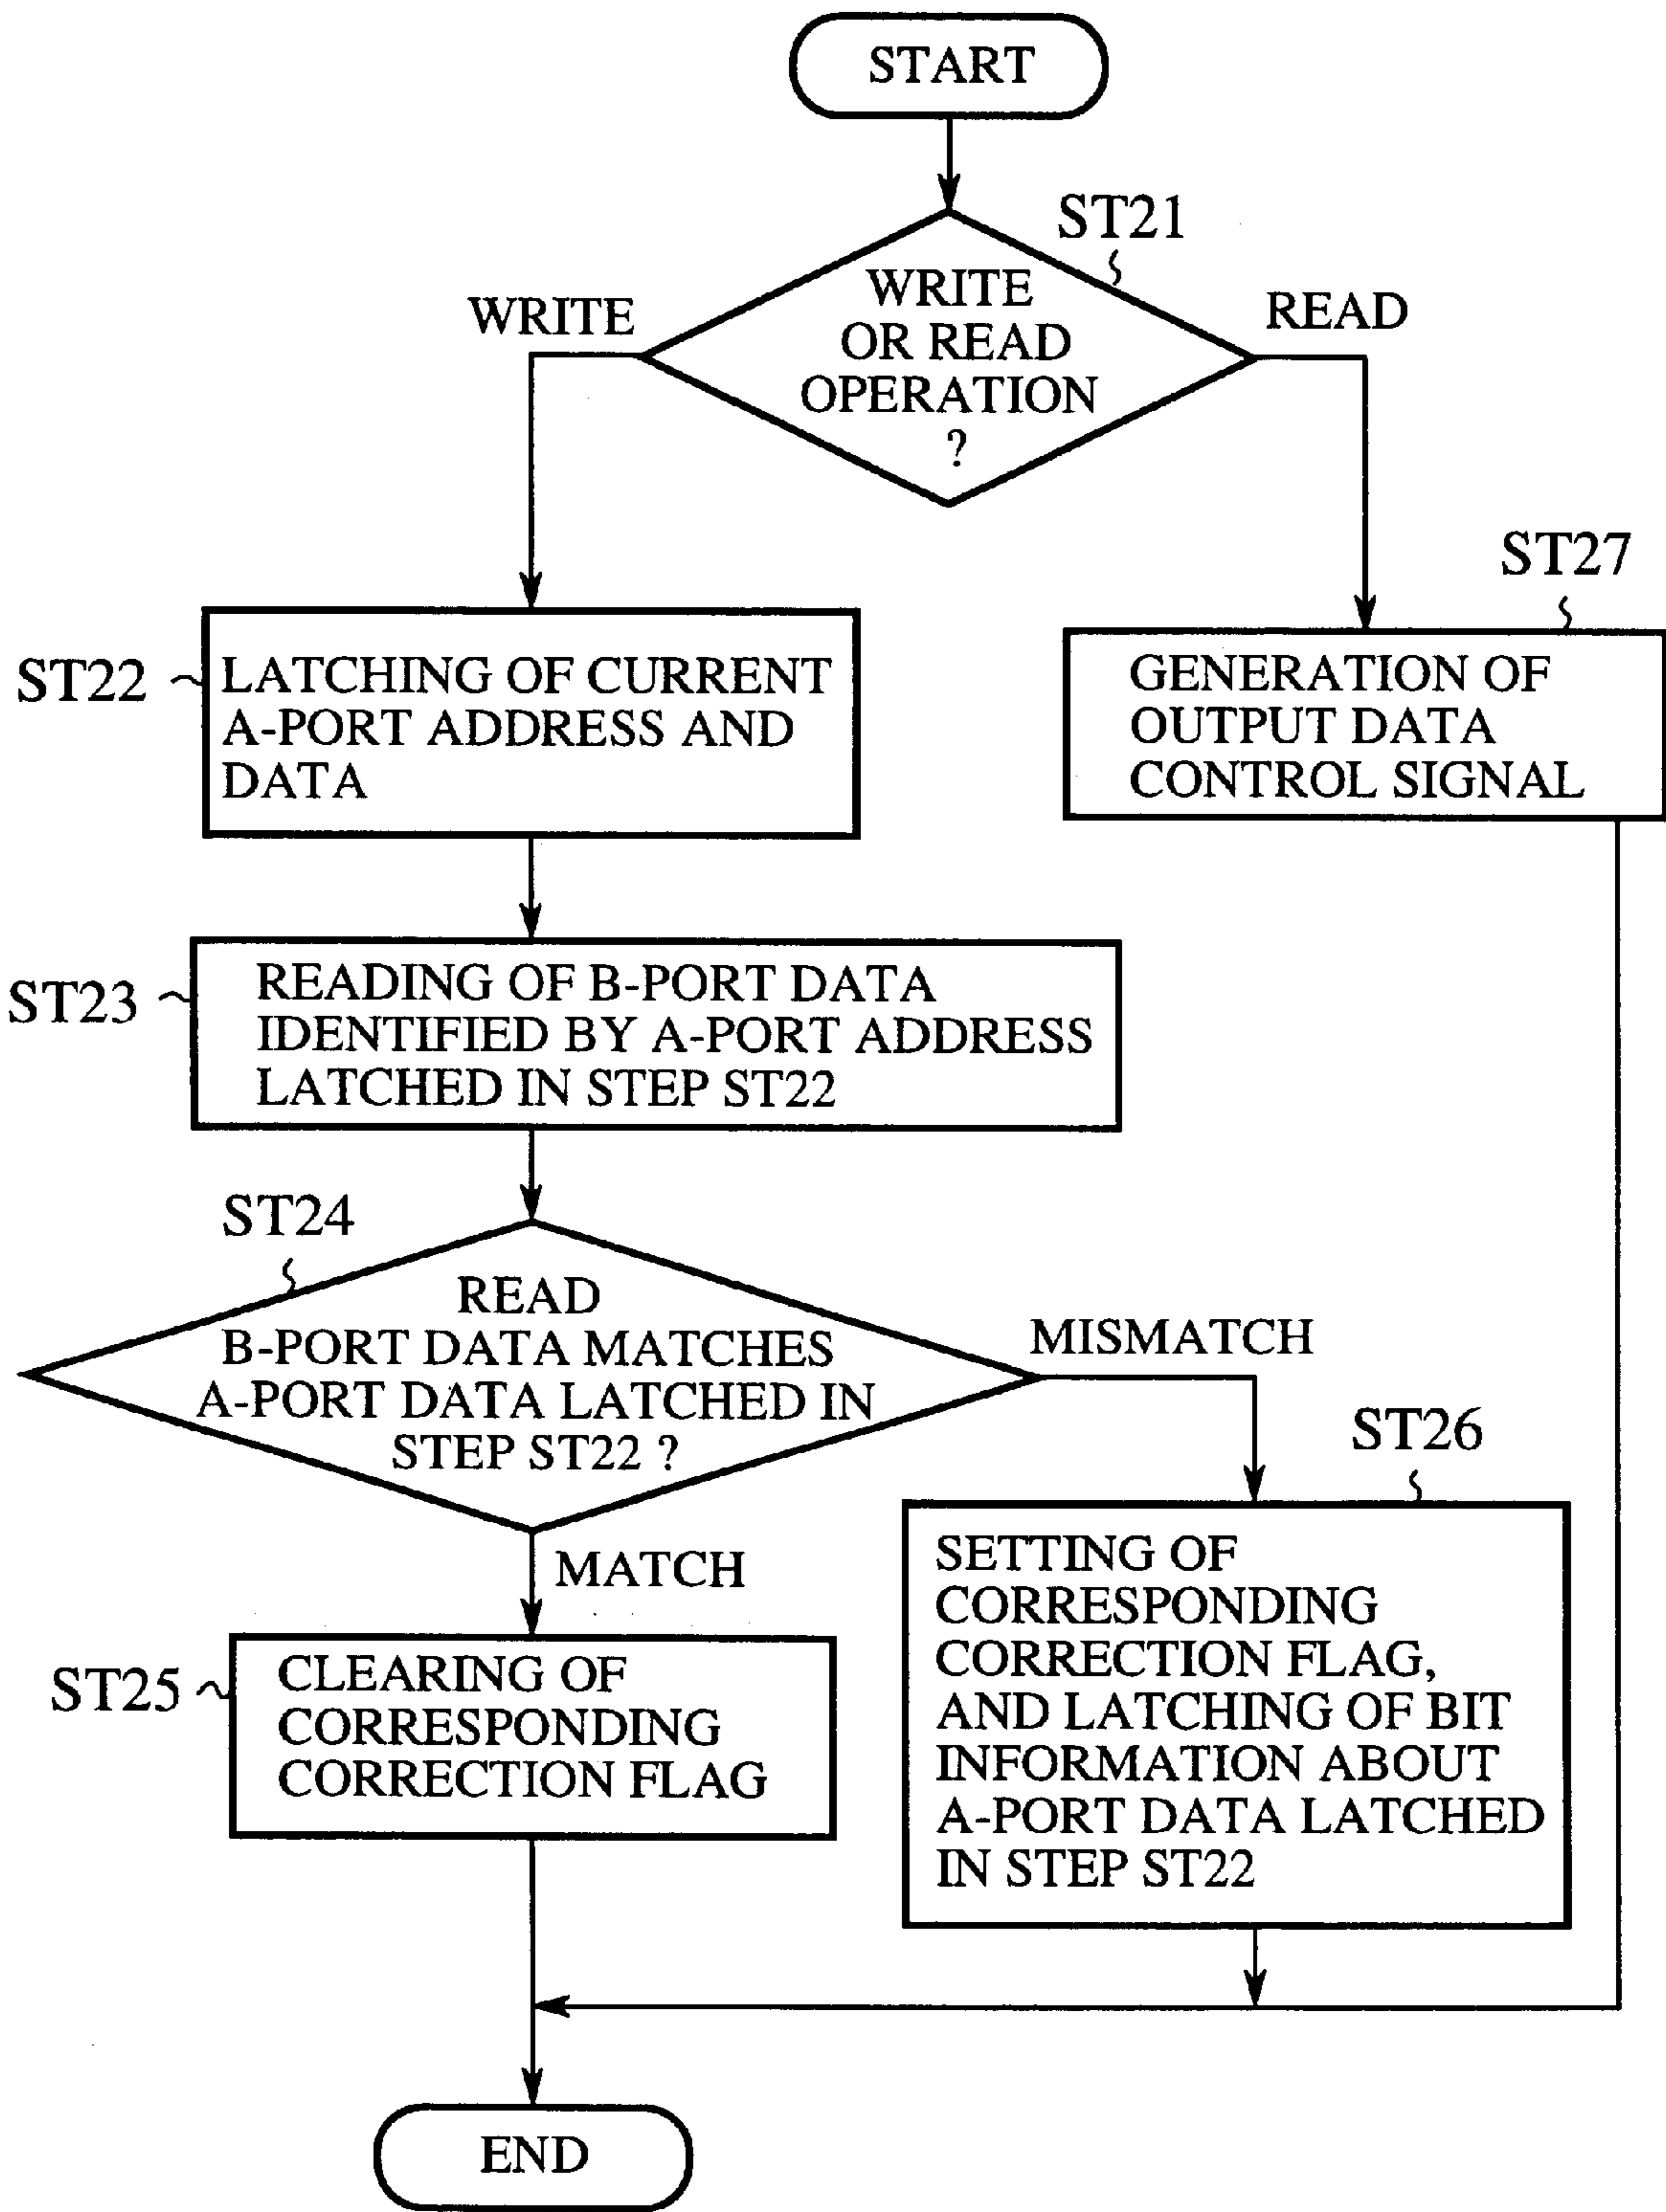 START
ST21
WRITE
OR READ
OPERATION
?
WRITE
READ
ST27
GENERATION OF
OUTPUT DATA
CONTROL SIGNAL
ST22
LATCHING OF CURRENT
A-PORT ADDRESS AND
DATA
ST23
READING OF B-PORT DATA
IDENTIFIED BY A-PORT ADDRESS
LATCHED IN STEP ST22
ST24
READ
B-PORT DATA MATCHES
A-PORT DATA LATCHED IN
STEP ST22 ?
MISMATCH
MATCH
ST26
SETTING OF
CORRESPONDING
CORRECTION FLAG,
AND LATCHING OF BIT
INFORMATION ABOUT
A-PORT DATA LATCHED
IN STEP ST22
ST25
CLEARING OF
CORRESPONDING
CORRECTION FLAG
END